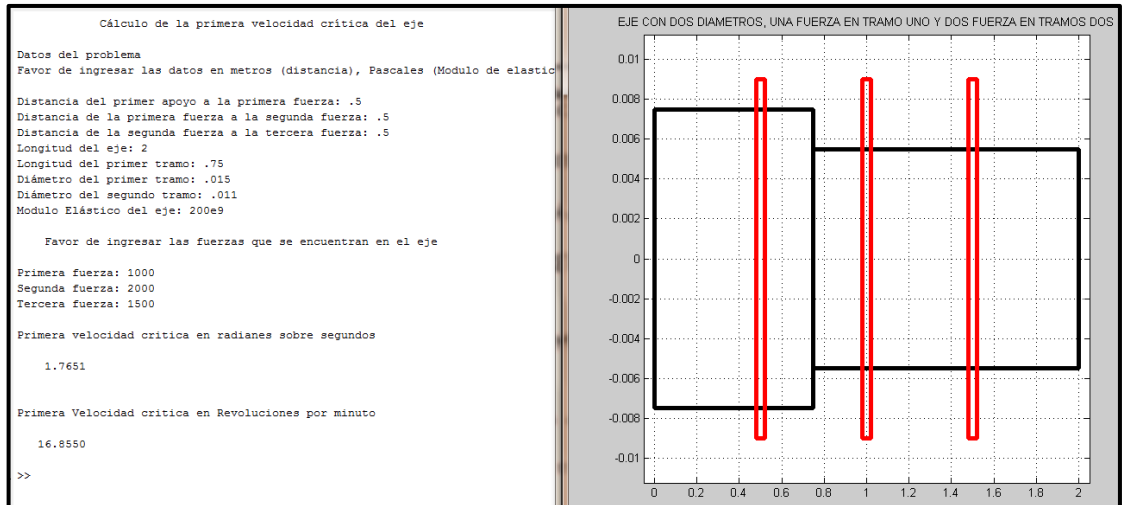 Cálculo de la primera velocidad crítica del eje
Datos del problema
Favor de ingresar las datos en metros (distancia), Pascales (Modulo de elastic
Distancia del primer apoyo a la primera fuerza: .5
Distancia de la primera fuerza a la segunda fuerza: .5
Distancia de la segunda fuerza a la tercera fuerza: .5
Longitud del eje: 2
Longitud del primer tramo: .75
Diámetro del primer tramo: .015
Diámetro del segundo tramo: .011
Modulo Elástico del eje: 200e9
Favor de ingresar las fuerzas que se encuentran en el eje
Primera fuerza: 1000
Segunda fuerza: 2000
Tercera fuerza: 1500
Primera velocidad critica en radianes sobre segundos
1.7651
Primera Velocidad critica en Revoluciones por minuto
16.8550
>>
EJE CON DOS DIAMETROS, UNA FUERZA EN TRAMO UNO Y DOS FUERZA EN TRAMOS DOS
0.01
0.008
0.006
0.004
0.002
0
-0.002
-0.004
-0.006
-0.008
-0.01
0 0.2 0.4 0.6 0.8 1 1.2 1.4 1.6 1.8 2